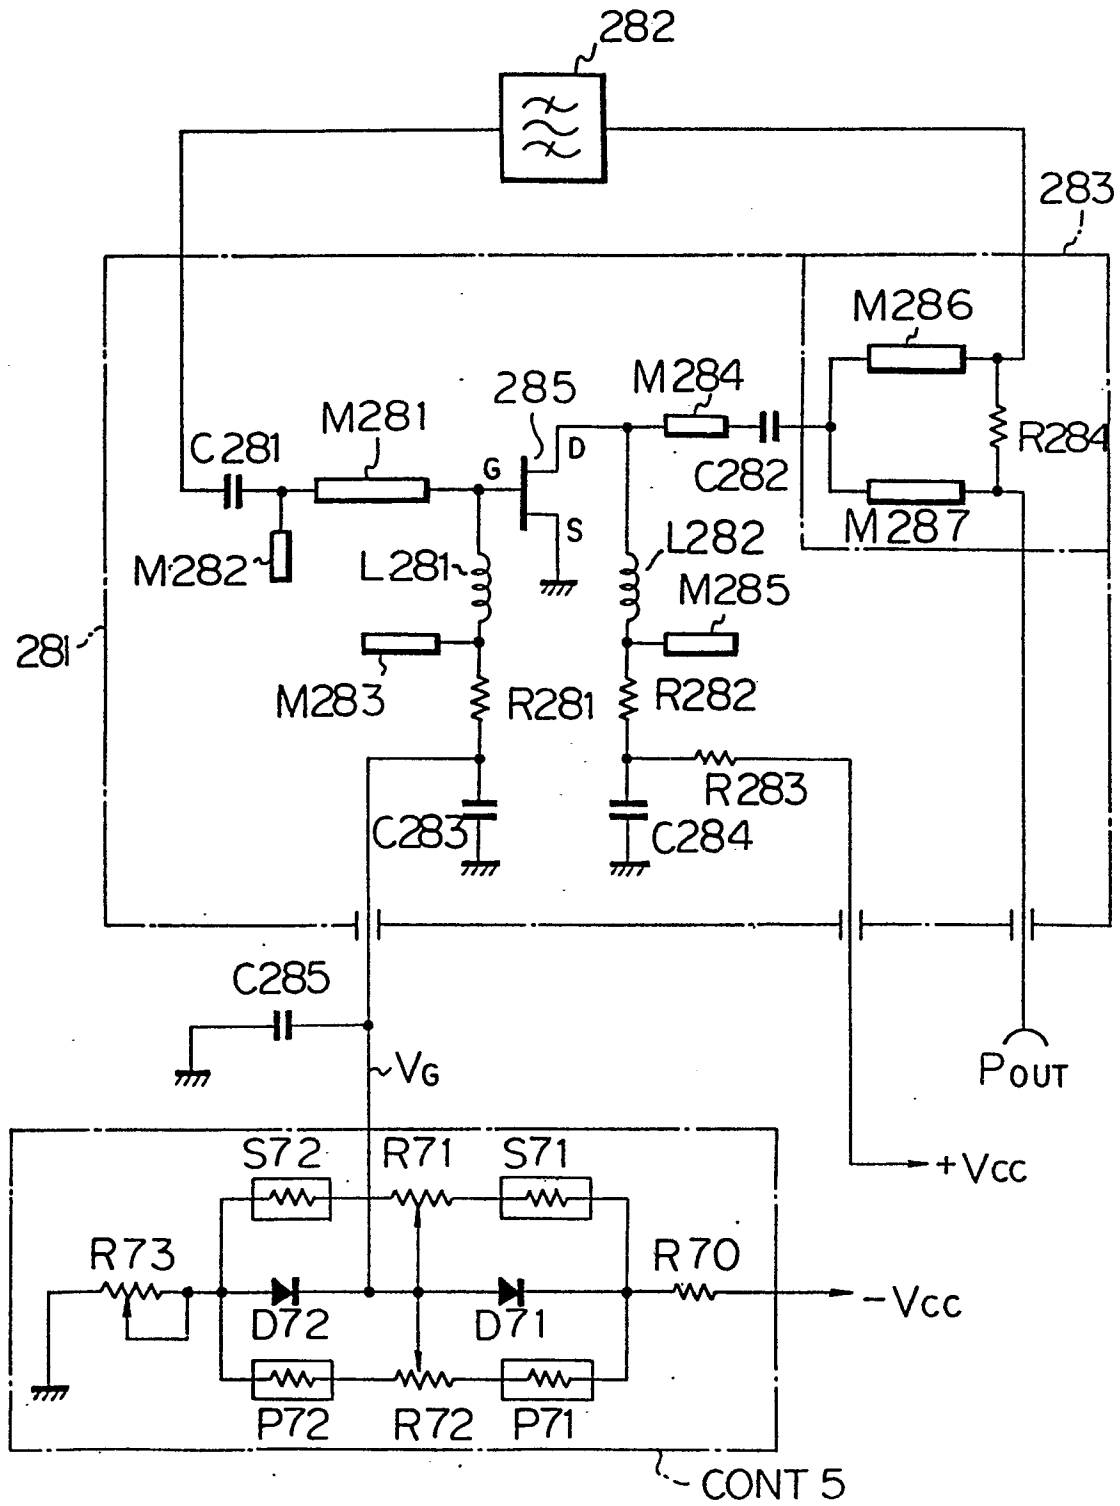 282
283
M286
M284
285
M281
D
R284
C281
G
C282
S
M287
L282
M282
L281
M285
281
M283
R281
R282
R283
C283
C284
C285
VG
POUT
S72
R71
S71
+VCC
R73
R70
D72
D71
-VCC
P72
R72
P71
CONT 5